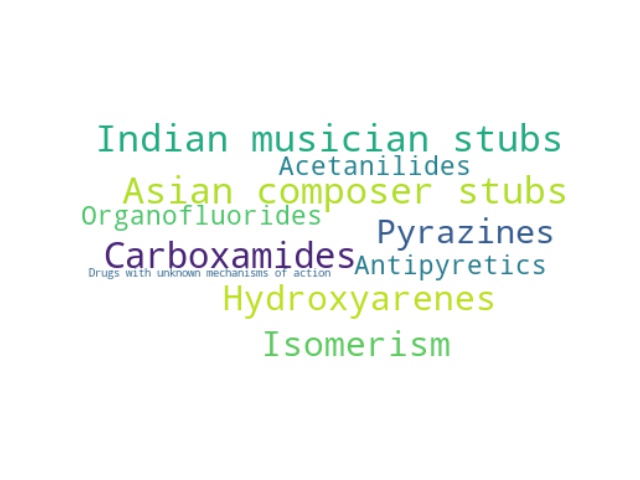 Indian musician stubs
Acetanilides
Asian composer stubs
Organofluorides
Pyrazines
Carboxamides
Antipyretics
Drugs with unknown mechanisms of action
Hydroxyarenes
Isomerism